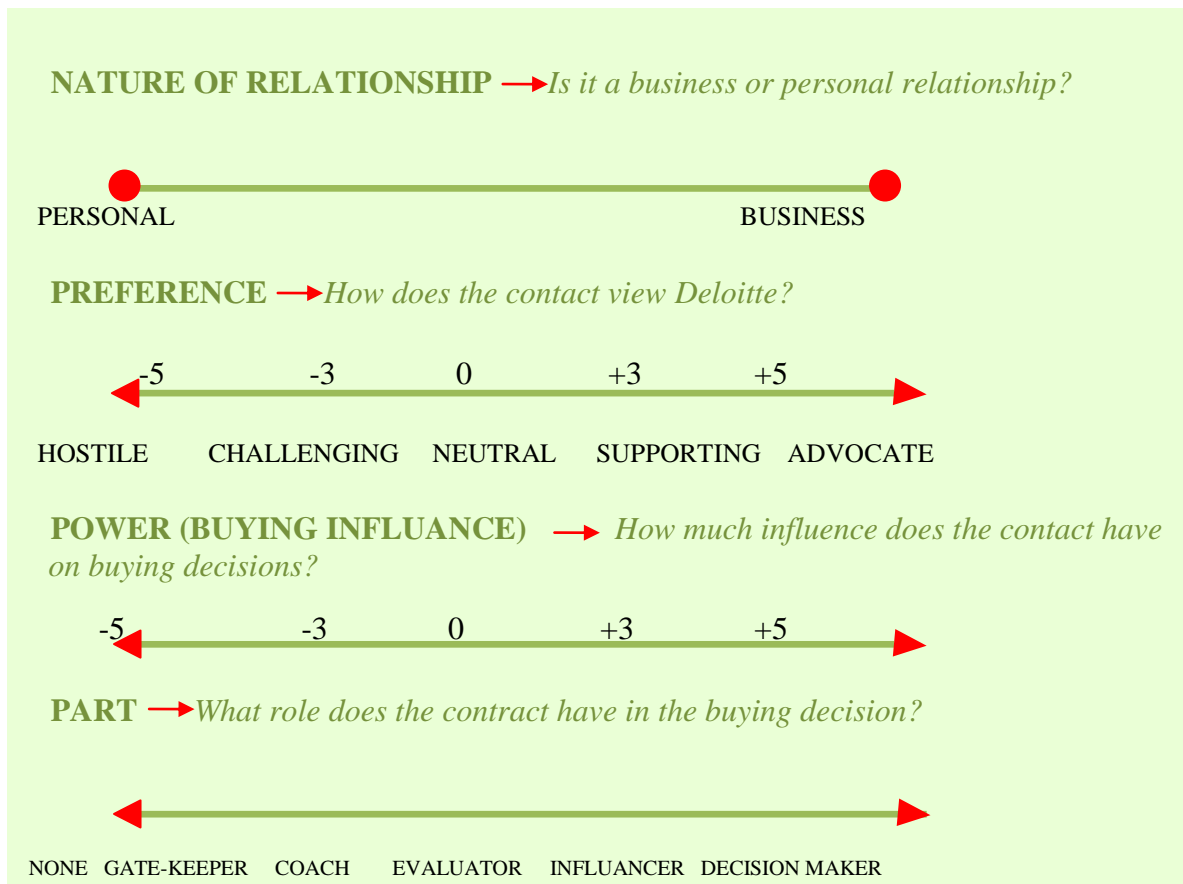 NATURE OF RELATIONSHIP Is it a business or personal relationship?
PERSONAL BUSINESS
PREFERENCE How does the contact view Deloitte?
-5 -3 0 +3 +5
HOSTILE CHALLENGING NEUTRAL SUPPORTING ADVOCATE
POWER (BUYING INFLUANCE) How much influence does the contact have
on buying decisions?
-5 -3 0 +3 +5
PART What role does the contract have in the buying decision?
NONE GATE-KEEPER COACH EVALUATOR INFLUANCER DECISION MAKER